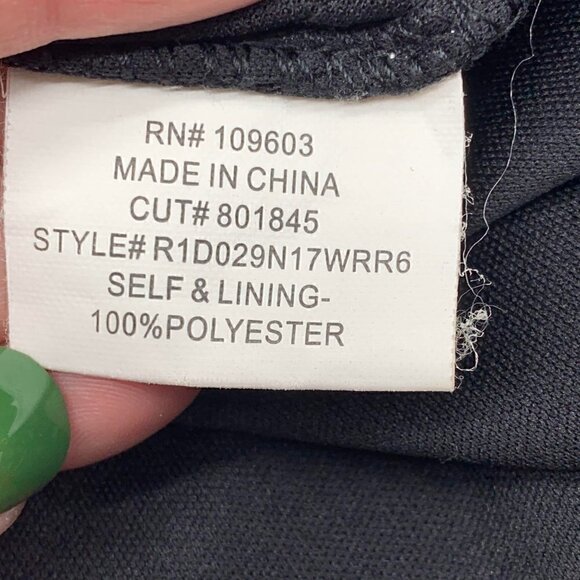 RN# 109603
MADE IN CHINA
CUT# 801845
STYLE# R1D029N17WRR6
SELF & LINING-
100%POLYESTER